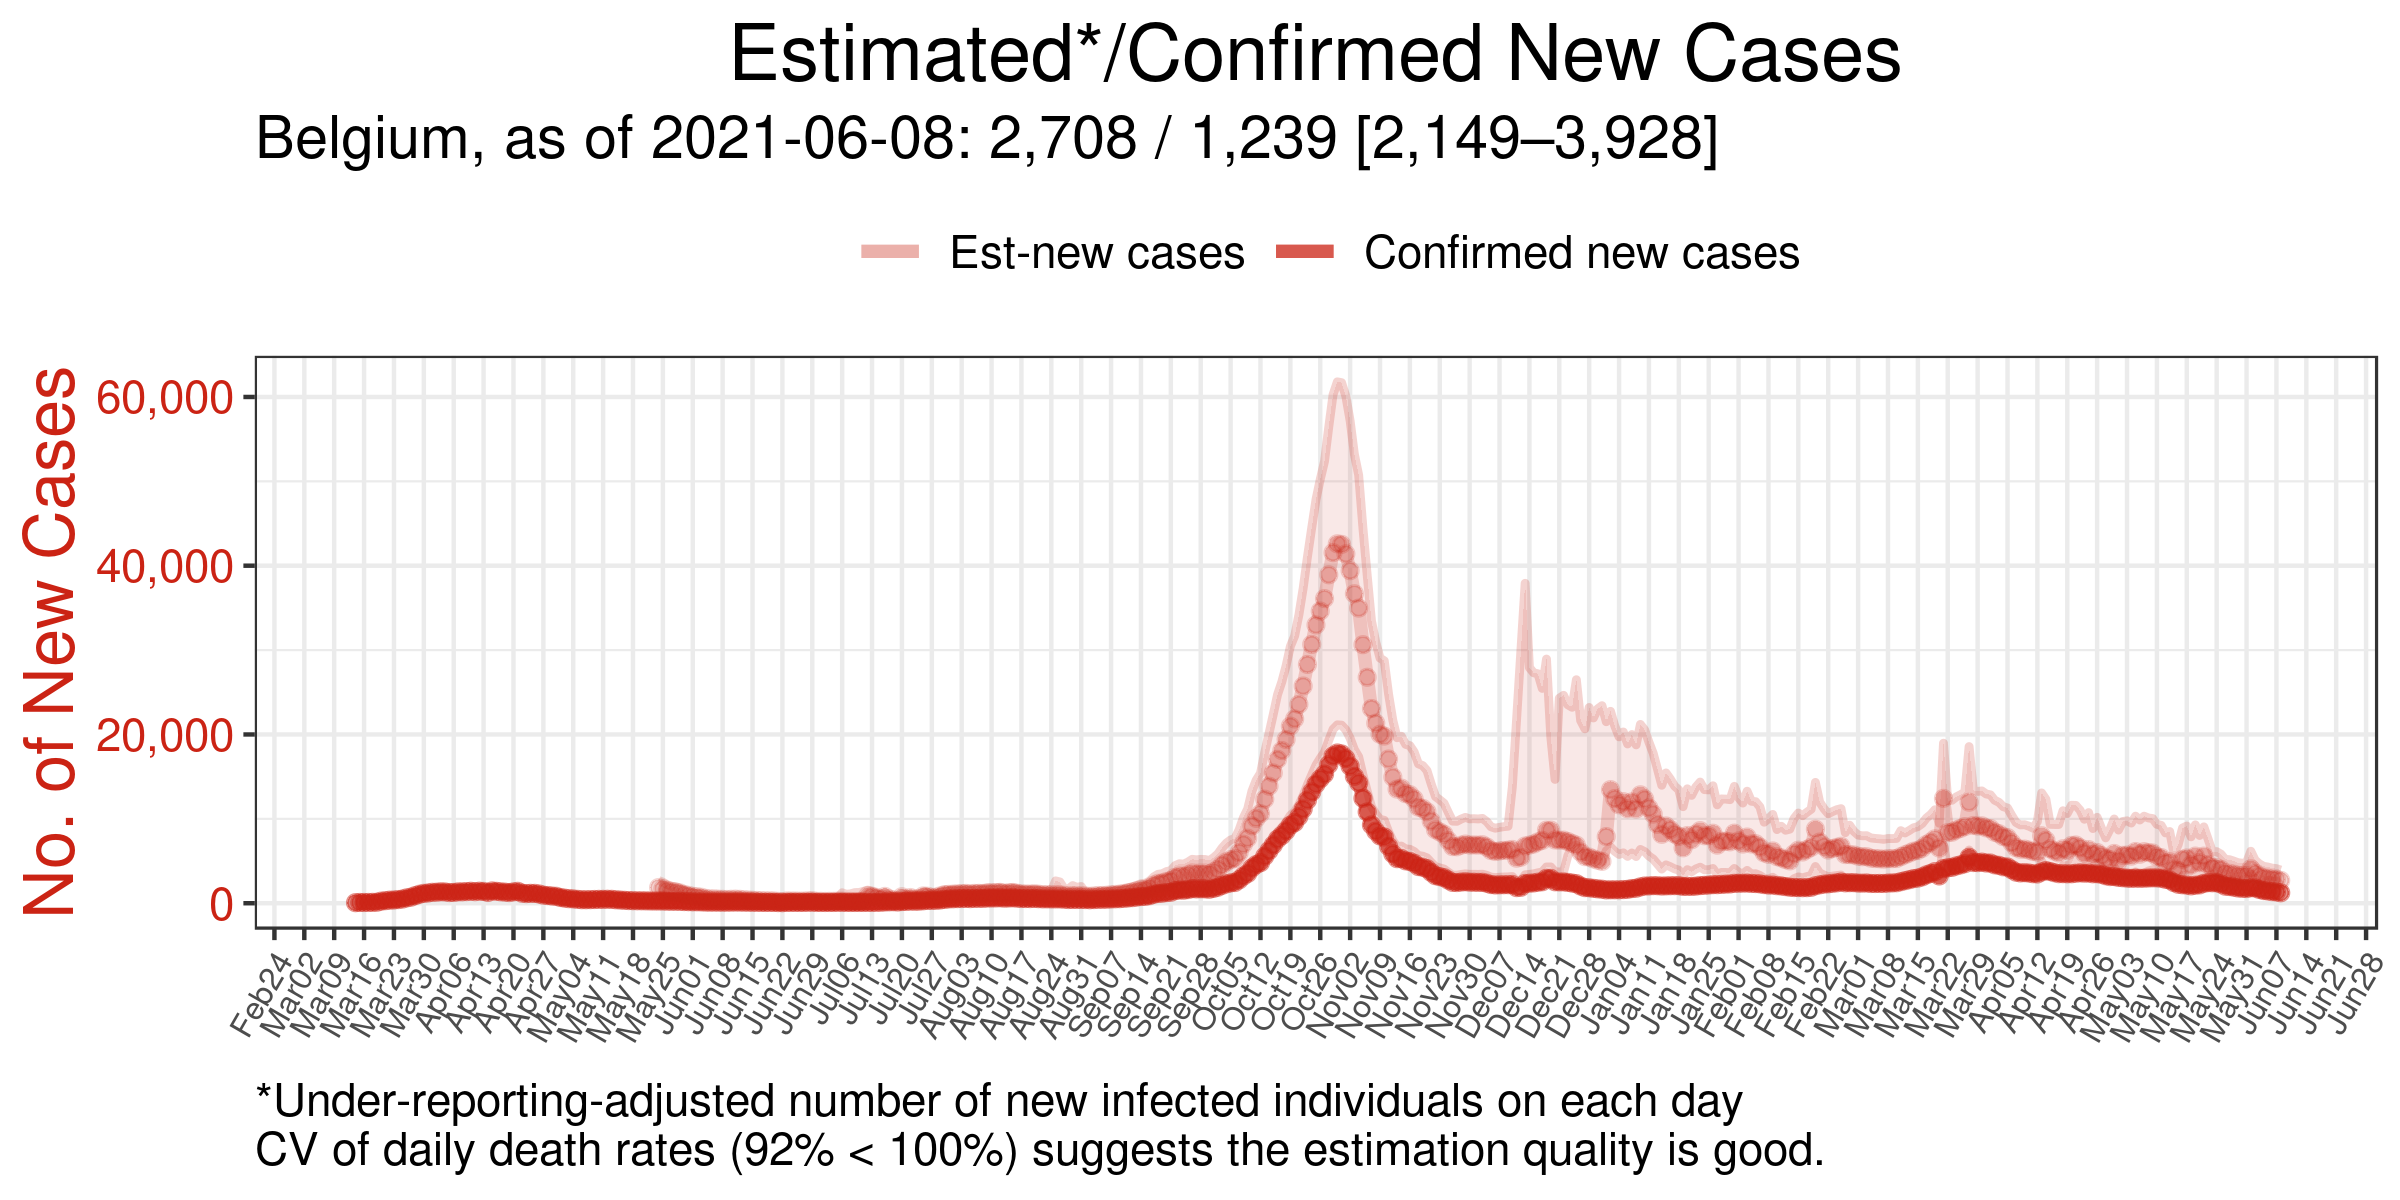 Estimated*/Confirmed New Cases
Belgium, as of 2021-06-08: 2,708 / 1,239 [2,149–3,928]
Est-new cases
Confirmed new cases
No. of New Cases
60,000
40,000
20,000
0
Feb24
Mar02
Mar09
Mar16
Mar23
Mar30
Apr06
Apr13
Apr20
Apr27
May04
May11
May18
May25
Jun01
Jun08
Jun15
Jun22
Jun29
Jul06
Jul13
Jul20
Jul27
Aug03
Aug10
Aug17
Aug24
Aug31
Sep07
Sep14
Sep21
Sep28
Oct05
Oct12
Oct19
Oct26
Nov02
Nov09
Nov16
Nov23
Nov30
Dec07
Dec14
Dec21
Dec28
Jan04
Jan11
Jan18
Jan25
Feb01
Feb08
Feb15
Feb22
Mar01
Mar08
Mar15
Mar22
Mar29
Apr05
Apr12
Apr19
Apr26
May03
May10
May17
May24
May31
Jun07
Jun14
Jun21
Jun28
*Under-reporting-adjusted number of new infected individuals on each day
CV of daily death rates (92% < 100%) suggests the estimation quality is good.